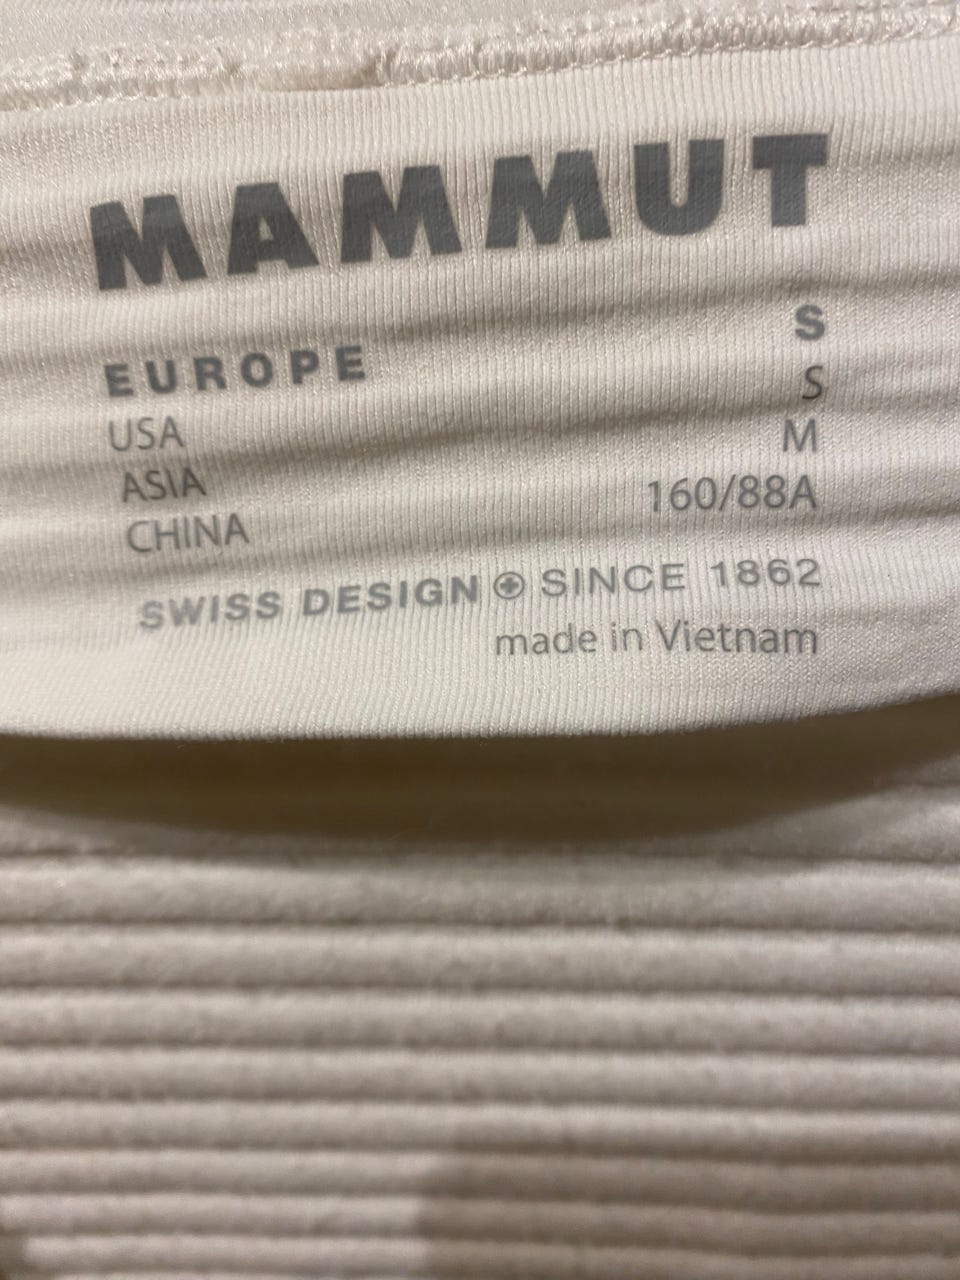 MAMMUT
EUROPE S
USA S
ASIA M
CHINA 160/88A
SWISS DESIGN SINCE 1862
made in Vietnam